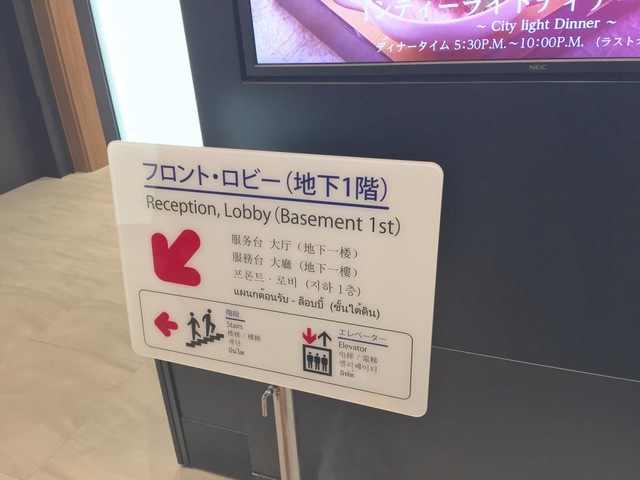 シティーライトディナー
~ City light Dinner ~
ディナータイム 5:30P.M.~10:00P.M. (ラスト
NEC
フロント・ロビー(地下1階)
Reception, Lobby (Basement 1st)
服务台 大厅 (地下一楼)
服務台 大廳 (地下一樓)
프론트・로비 (지하 1층)
แผนกต้อนรับ - ล็อบบี้ (ชั้นใต้ดิน)
階段
Stairs
楼梯 / 樓梯
계단
บันได
エレベーター
Elevator
电梯 / 電梯
엘리베이터
ลิฟต์